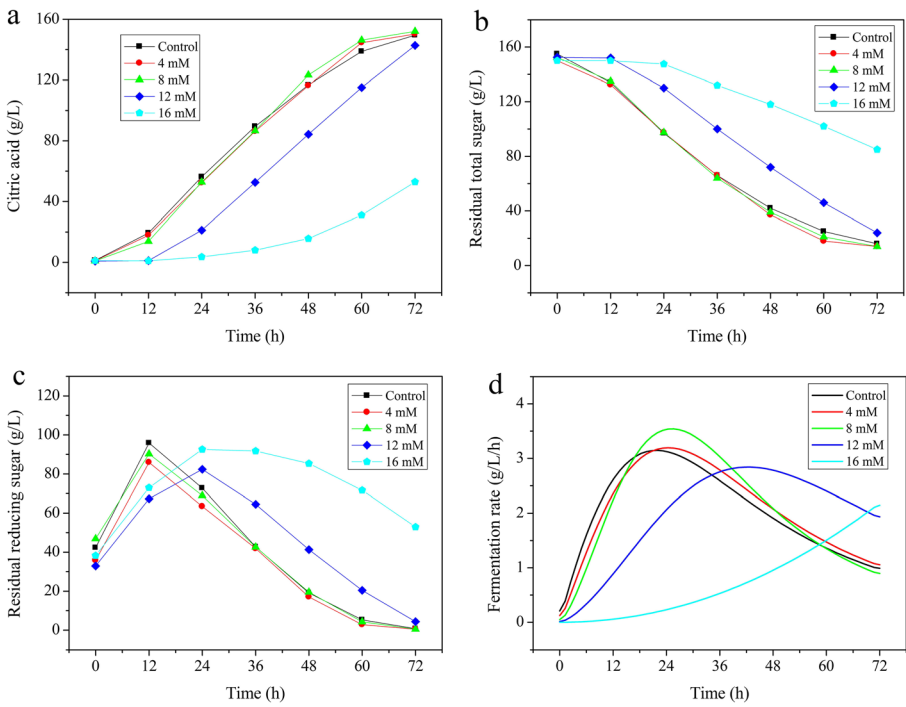 a
Citric acid (g/L)
160
120
80
40
0
Control
4 mM
8 mM
12 mM
16 mM
0 12 24 36 48 60 72
Time (h)
b
Residual total sugar (g/L)
160
120
80
40
0
Control
4 mM
8 mM
12 mM
16 mM
0 12 24 36 48 60 72
Time (h)
c
Residual reducing sugar (g/L)
120
100
80
60
40
20
0
Control
4 mM
8 mM
12 mM
16 mM
0 12 24 36 48 60 72
Time (h)
d
Fermentation rate (g/L/h)
4
3
2
1
0
Control
4 mM
8 mM
12 mM
16 mM
0 12 24 36 48 60 72
Time (h)